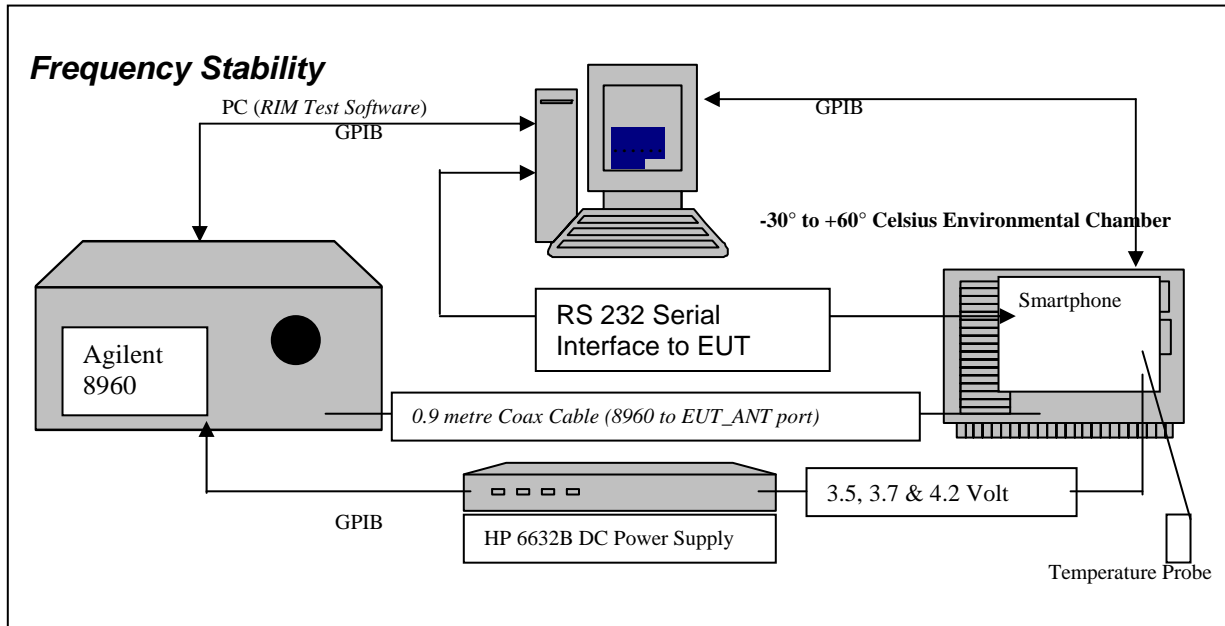 Frequency Stability
PC (RIM Test Software)
GPIB
GPIB
-30° to +60° Celsius Environmental Chamber
Smartphone
RS 232 Serial
Interface to EUT
Agilent
8960
0.9 metre Coax Cable (8960 to EUT_ANT port)
3.5, 3.7 & 4.2 Volt
GPIB
HP 6632B DC Power Supply
Temperature Probe